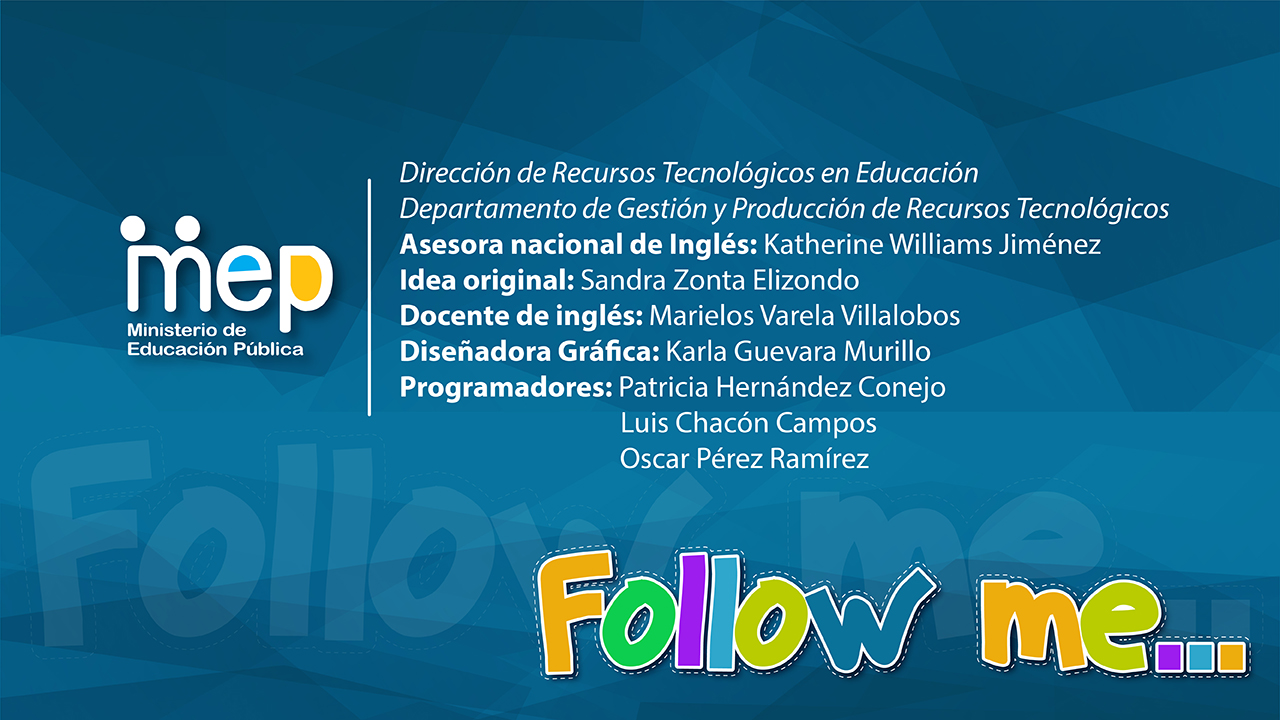 mep
Ministerio de
Educación Pública
Dirección de Recursos Tecnológicos en Educación
Departamento de Gestión y Producción de Recursos Tecnológicos
Asesora nacional de Inglés: Katherine Williams Jiménez
Idea original: Sandra Zonta Elizondo
Docente de inglés: Marielos Varela Villalobos
Diseñadora Gráfica: Karla Guevara Murillo
Programadores: Patricia Hernández Conejo
Luis Chacón Campos
Oscar Pérez Ramírez
Follow me...
Follow me...